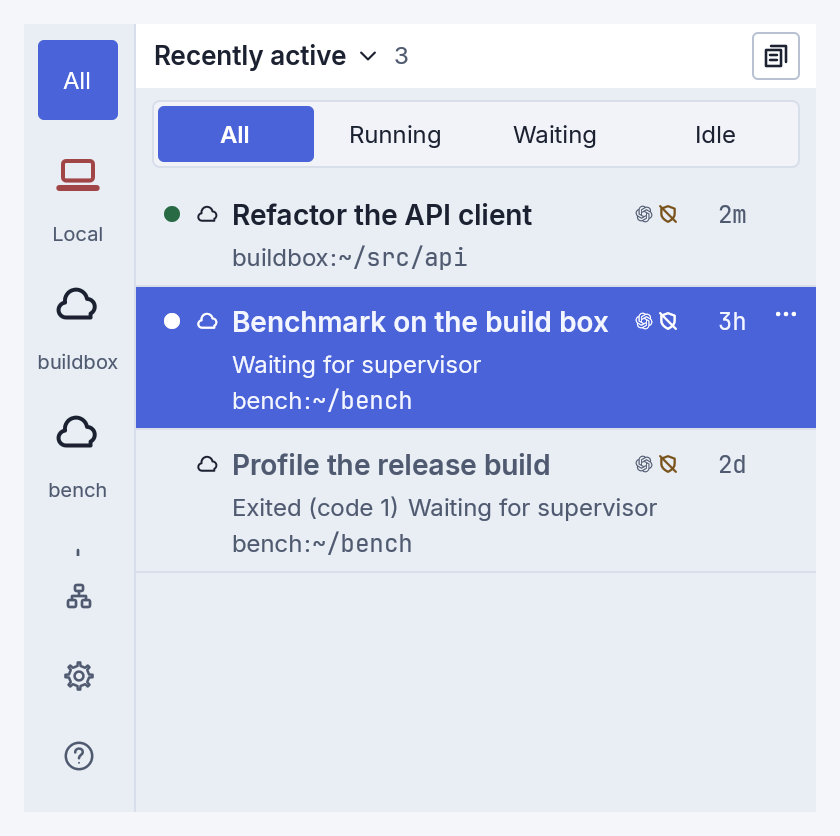 All
Local
buildbox
bench
Recently active 3
All Running Waiting Idle
Refactor the API client 2m
buildbox:~/src/api
Benchmark on the build box 3h
Waiting for supervisor
bench:~/bench
Profile the release build 2d
Exited (code 1) Waiting for supervisor
bench:~/bench